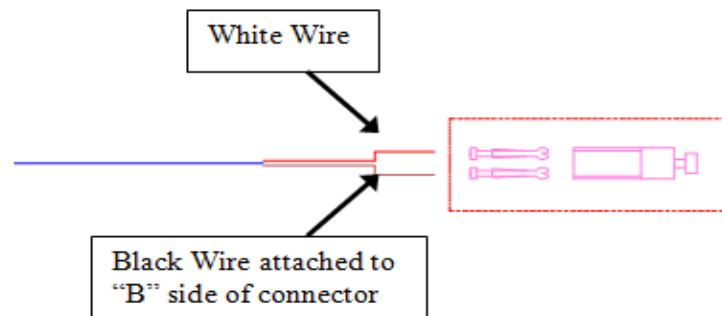 White Wire
Black Wire attached to
“B” side of connector